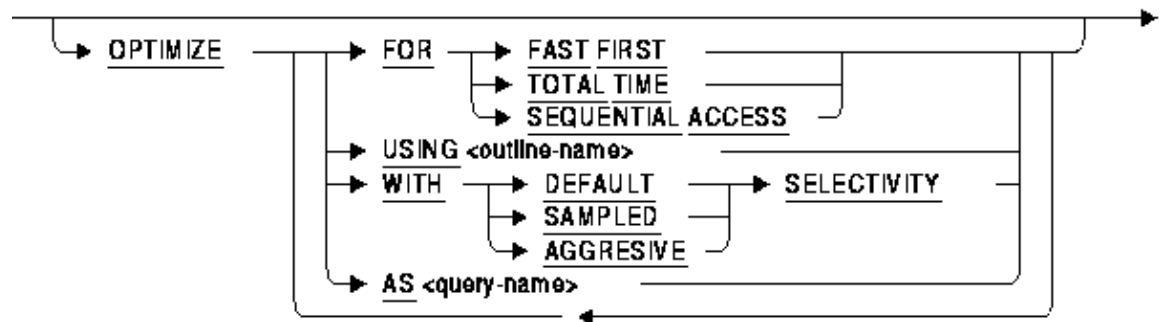 OPTIMIZE FOR FAST FIRST
TOTAL TIME
SEQUENTIAL ACCESS
USING <outline-name>
WITH DEFAULT SELECTIVITY
SAMPLED
AGGRESIVE
AS <query-name>